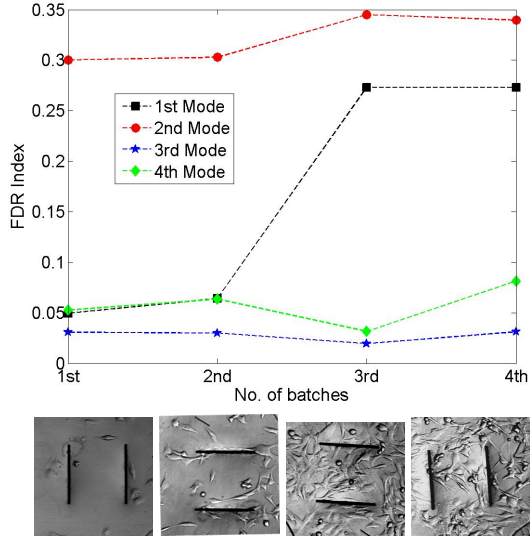 0.35
0.3
0.25
0.2
0.15
0.1
0.05
0
FDR Index
1st Mode
2nd Mode
3rd Mode
4th Mode
1st 2nd 3rd 4th
No. of batches